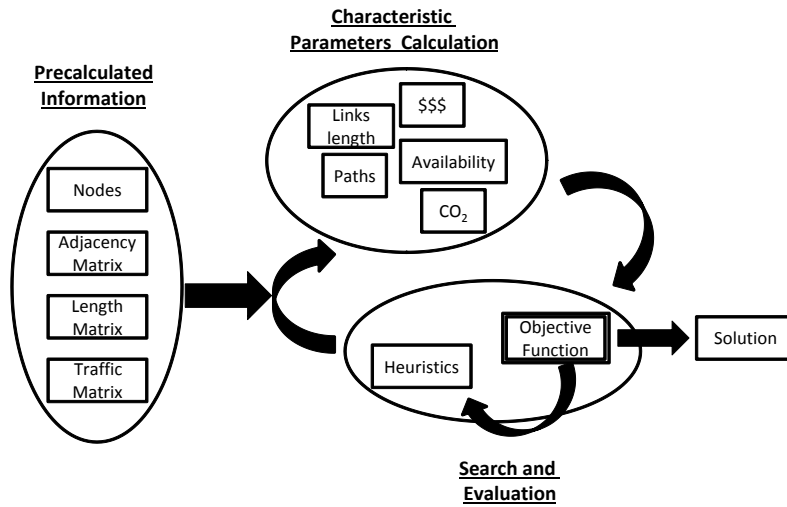 Precalculated
Information
Nodes
Adjacency
Matrix
Length
Matrix
Traffic
Matrix
Characteristic
Parameters Calculation
$$$
Links
length
Availability
Paths
CO₂
Objective
Function
Heuristics
Solution
Search and
Evaluation